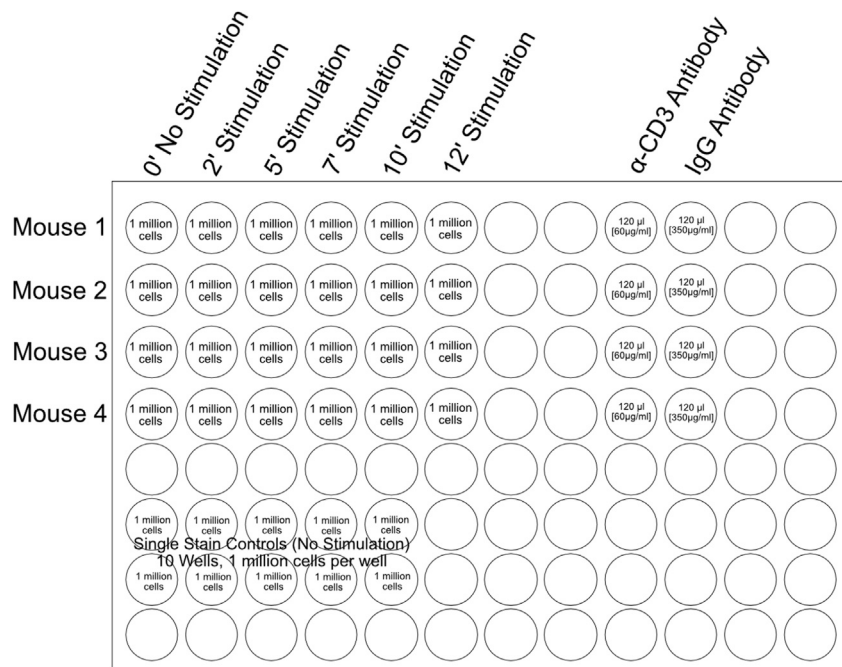 0' No Stimulation
2' Stimulation
5' Stimulation
7' Stimulation
10' Stimulation
12' Stimulation
α-CD3 Antibody
IgG Antibody
Mouse 1
1 million cells
1 million cells
1 million cells
1 million cells
1 million cells
1 million cells
120 µl [60µg/ml]
120 µl [350µg/ml]
Mouse 2
1 million cells
1 million cells
1 million cells
1 million cells
1 million cells
1 million cells
120 µl [60µg/ml]
120 µl [350µg/ml]
Mouse 3
1 million cells
1 million cells
1 million cells
1 million cells
1 million cells
1 million cells
120 µl [60µg/ml]
120 µl [350µg/ml]
Mouse 4
1 million cells
1 million cells
1 million cells
1 million cells
1 million cells
1 million cells
120 µl [60µg/ml]
120 µl [350µg/ml]
1 million cells
1 million cells
1 million cells
1 million cells
1 million cells
Single Stain Controls (No Stimulation)
10 Wells, 1 million cells per well
1 million cells
1 million cells
1 million cells
1 million cells
1 million cells